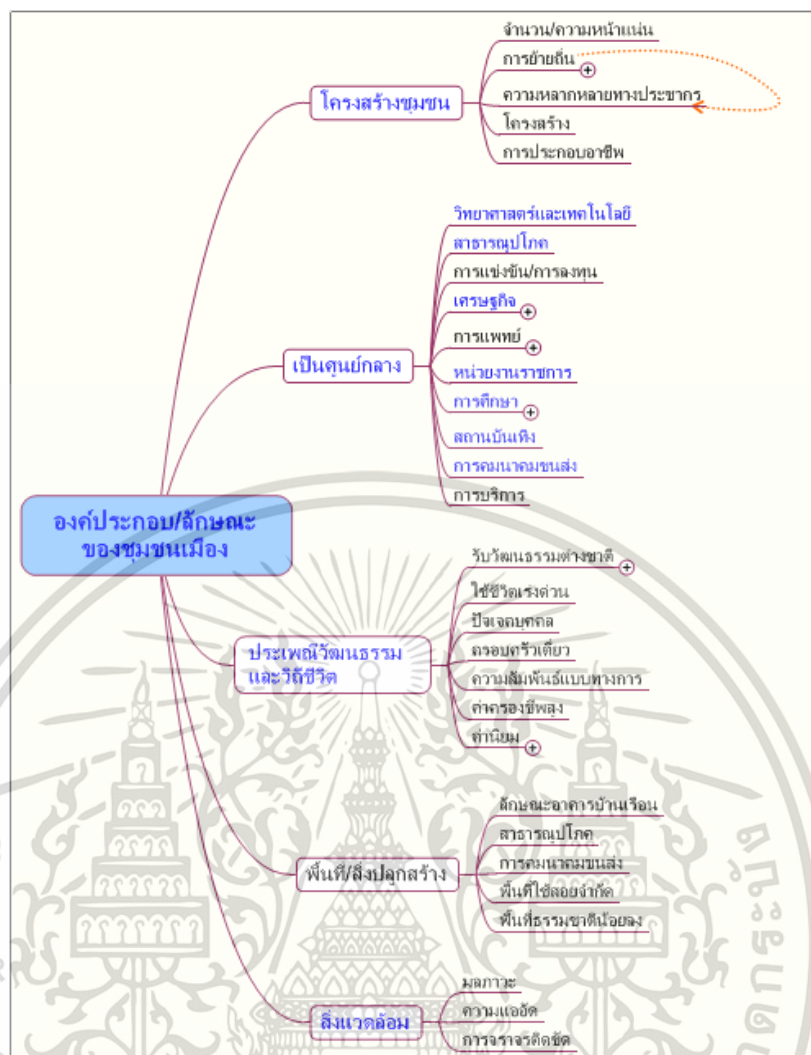 จำนวน/ความหนาแน่น
การย้ายถิ่น
ความหลากหลายทางประชากร
โครงสร้างชุมชน
โครงสร้าง
การประกอบอาชีพ
วิทยาศาสตร์และเทคโนโลยี
สาธารณูปโภค
การแข่งขัน/การลงทุน
เศรษฐกิจ
การแพทย์
เป็นศูนย์กลาง
หน่วยงานราชการ
การศึกษา
สถานบันเทิง
การคมนาคมขนส่ง
การบริการ
องค์ประกอบ/ลักษณะ
ของชุมชนเมือง
รับวัฒนธรรมต่างชาติ
ใช้ชีวิตเร่งด่วน
ปัจเจกบุคคล
ประเพณีวัฒนธรรม
และวิถีชีวิต
ครอบครัวเดี่ยว
ความสัมพันธ์แบบทางการ
ค่าครองชีพสูง
ค่านิยม
ลักษณะอาคารบ้านเรือน
สาธารณูปโภค
การคมนาคมขนส่ง
พื้นที่/สิ่งปลูกสร้าง
พื้นที่ใช้สอยจำกัด
พื้นที่ธรรมชาติน้อยลง
มลภาวะ
ความแออัด
สิ่งแวดล้อม
การจราจรติดขัด